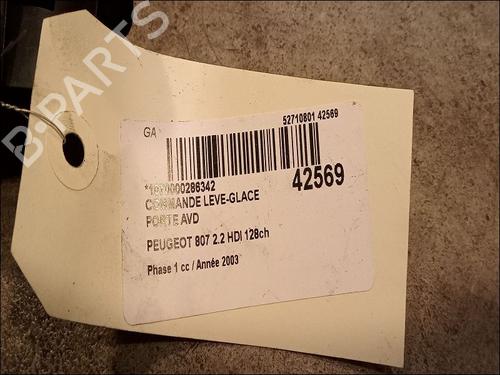 B-PARTS
52710801 42569
GA
42569
COMMANDE LEVE-GLACE
PORTE AVD
PEUGEOT 807 2.2 HDI 128ch
Phase 1 cc / Année 2003